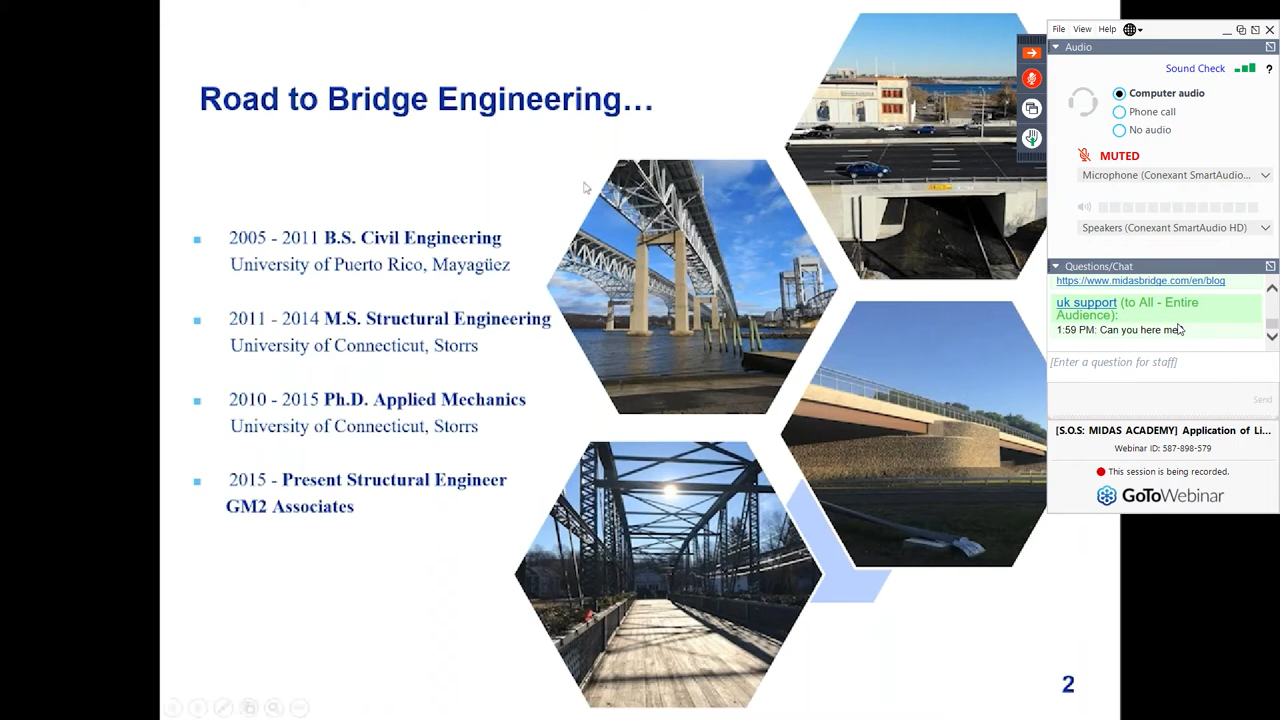 Road to Bridge Engineering…
2005 - 2011 B.S. Civil Engineering
University of Puerto Rico, Mayagüez
2011 - 2014 M.S. Structural Engineering
University of Connecticut, Storrs
2010 - 2015 Ph.D. Applied Mechanics
University of Connecticut, Storrs
2015 - Present Structural Engineer
GM2 Associates
2
File View Help
Audio
Sound Check ?
Computer audio
Phone call
No audio
MUTED
Microphone (Conexant SmartAudio...
Speakers (Conexant SmartAudio HD)
Questions/Chat
https://www.midasbridge.com/en/blog
uk support (to All - Entire
Audience):
1:59 PM: Can you here me
[Enter a question for staff]
Send
[S.O.S: MIDAS ACADEMY] Application of Li...
Webinar ID: 587-898-579
This session is being recorded.
GoToWebinar